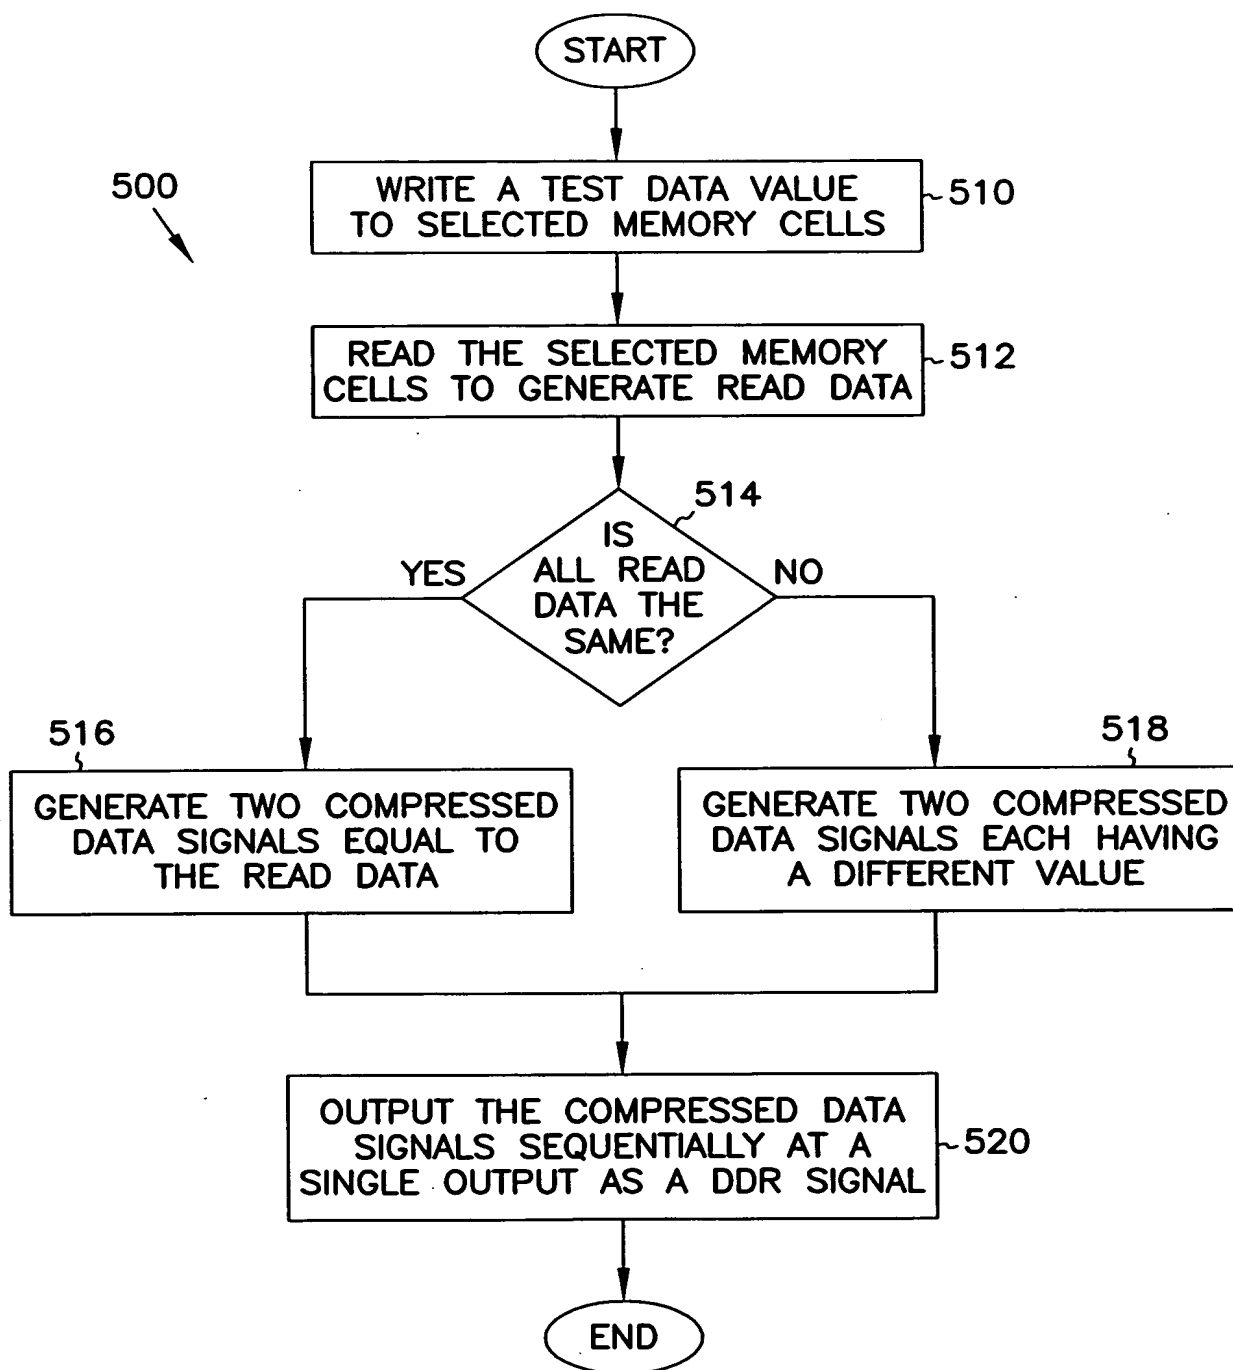 START
500
WRITE A TEST DATA VALUE
TO SELECTED MEMORY CELLS
510
READ THE SELECTED MEMORY
CELLS TO GENERATE READ DATA
512
514
IS
ALL READ
DATA THE
SAME?
YES
NO
516
GENERATE TWO COMPRESSED
DATA SIGNALS EQUAL TO
THE READ DATA
518
GENERATE TWO COMPRESSED
DATA SIGNALS EACH HAVING
A DIFFERENT VALUE
OUTPUT THE COMPRESSED DATA
SIGNALS SEQUENTIALLY AT A
SINGLE OUTPUT AS A DDR SIGNAL
520
END